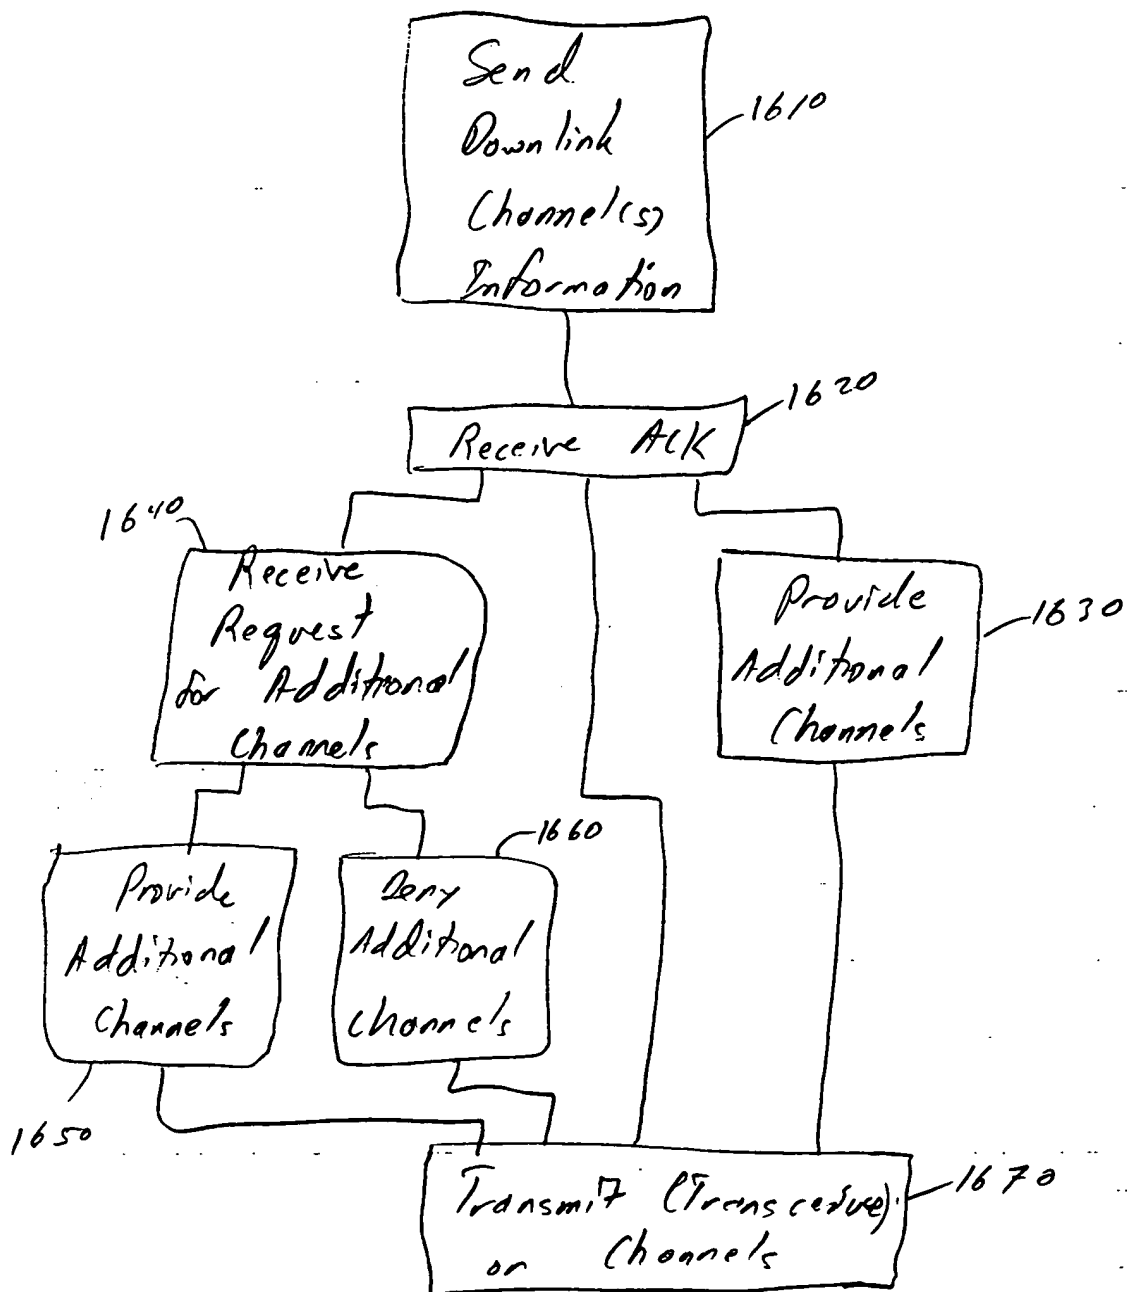 Send
Downlink
Channel(s)
Information
1610
Receive ACK
1620
1640
Receive
Request
for Additional
Channels
Provide
Additional
Channels
1630
Provide
Additional
Channels
1650
1660
Deny
Additional
Channels
Transmit (Transceive)
on Channels
1670